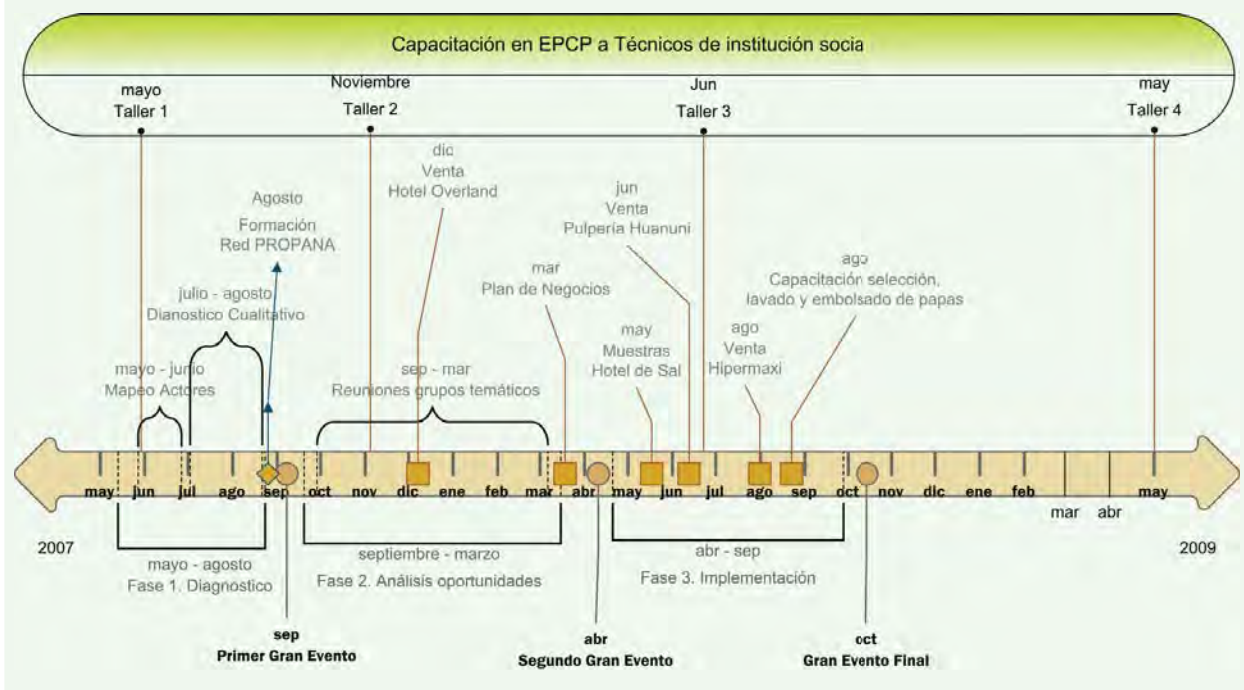 Capacitación en EPCP a Técnicos de institución socia
mayo
Taller 1
Noviembre
Taller 2
Jun
Taller 3
may
Taller 4
dic
Venta
Hotel Overland
Agosto
Formación
Red PROPANA
jun
Venta
Pulpería Huanuni
mar
Plan de Negocios
ago
Capacitación selección,
lavado y embolsado de papas
julio - agosto
Dianostico Cualitativo
may
Muestras
Hotel de Sal
ago
Venta
Hipermaxi
mayo - junio
Mapeo Actores
sep - mar
Reuniones grupos temáticos
may jun jul ago sep oct nov dic ene feb mar abr may jun jul ago sep oct nov dic ene feb mar abr may
2007
2009
mayo - agosto
Fase 1. Diagnostico
septiembre - marzo
Fase 2. Análisis oportunidades
abr - sep
Fase 3. Implementación
sep
Primer Gran Evento
abr
Segundo Gran Evento
oct
Gran Evento Final